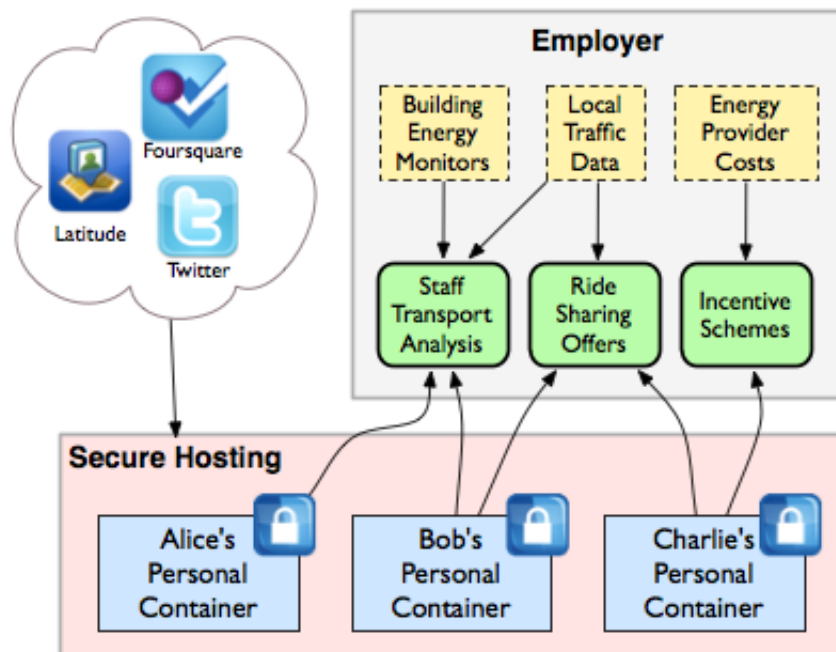 Employer
Building
Energy
Monitors
Local
Traffic
Data
Energy
Provider
Costs
Foursquare
Latitude
Twitter
Staff
Transport
Analysis
Ride
Sharing
Offers
Incentive
Schemes
Secure Hosting
Alice's
Personal
Container
Bob's
Personal
Container
Charlie's
Personal
Container